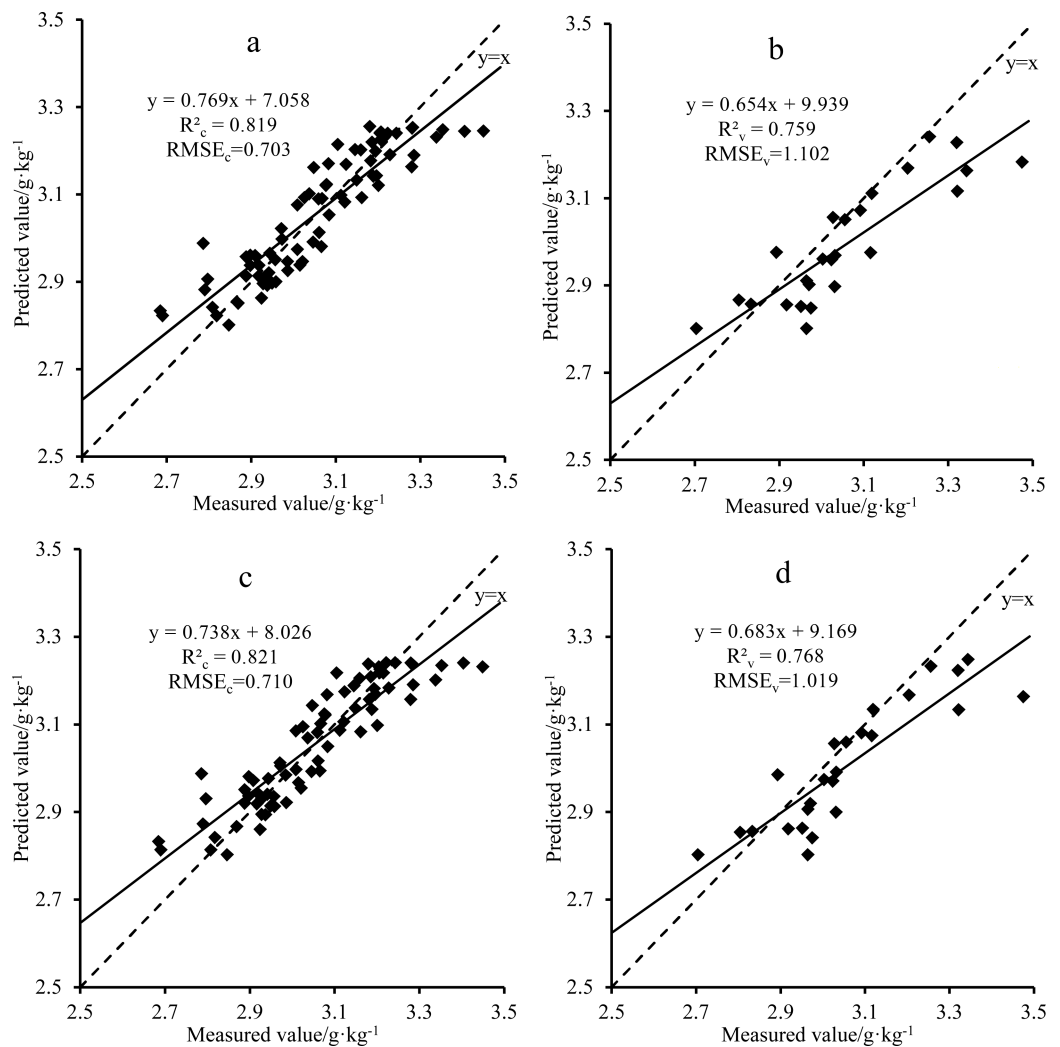 a
y=x
y = 0.769x + 7.058
R²c = 0.819
RMSEc=0.703
3.5
3.3
3.1
2.9
2.7
2.5
Predicted value/g·kg-1
2.5 2.7 2.9 3.1 3.3 3.5
Measured value/g·kg-1
b
y=x
y = 0.654x + 9.939
R²v = 0.759
RMSEv=1.102
3.5
3.3
3.1
2.9
2.7
2.5
Predicted value/g·kg-1
2.5 2.7 2.9 3.1 3.3 3.5
Measured value/g·kg-1
c
y=x
y = 0.738x + 8.026
R²c = 0.821
RMSEc=0.710
3.5
3.3
3.1
2.9
2.7
2.5
Predicted value/g·kg-1
2.5 2.7 2.9 3.1 3.3 3.5
Measured value/g·kg-1
d
y=x
y = 0.683x + 9.169
R²v = 0.768
RMSEv=1.019
3.5
3.3
3.1
2.9
2.7
2.5
Predicted value/g·kg-1
2.5 2.7 2.9 3.1 3.3 3.5
Measured value/g·kg-1